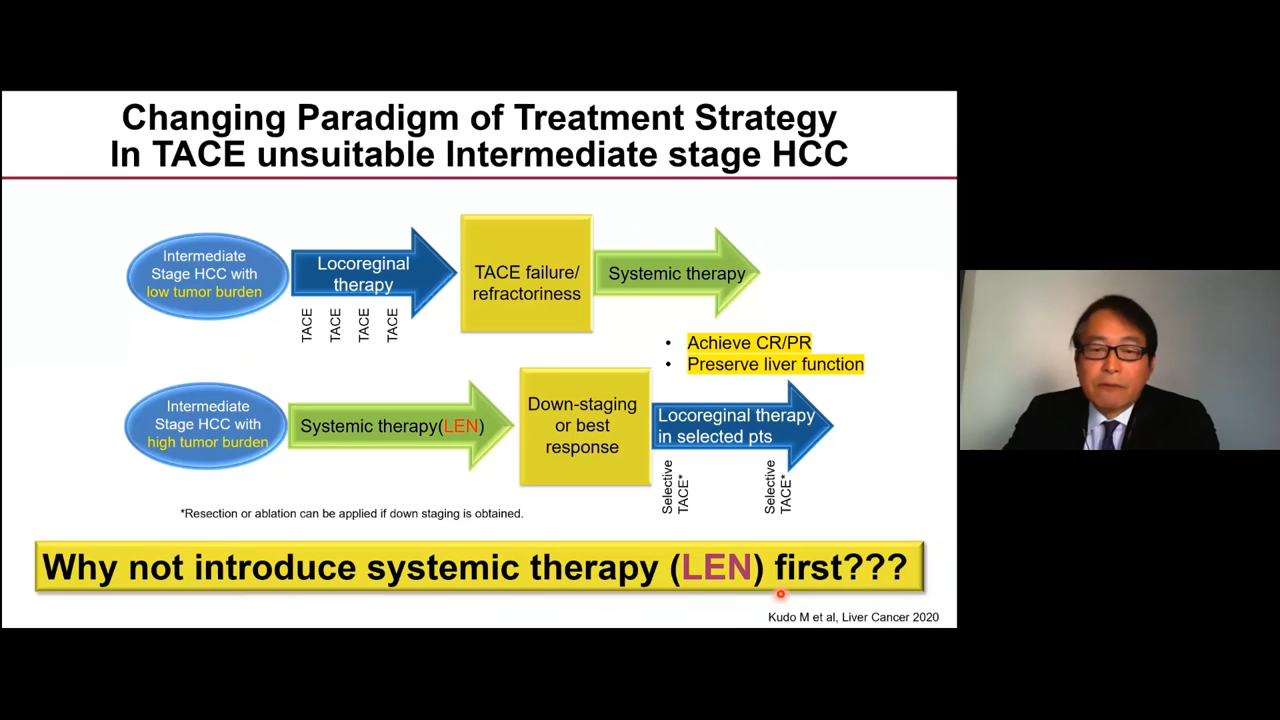 Changing Paradigm of Treatment Strategy
In TACE unsuitable Intermediate stage HCC
Intermediate
Stage HCC with
low tumor burden
Locoreginal
therapy
TACE
TACE
TACE
TACE
TACE failure/
refractoriness
Systemic therapy
• Achieve CR/PR
• Preserve liver function
Intermediate
Stage HCC with
high tumor burden
Systemic therapy(LEN)
Down-staging
or best
response
Locoreginal therapy
in selected pts
Selective
TACE*
Selective
TACE*
*Resection or ablation can be applied if down staging is obtained.
Why not introduce systemic therapy (LEN) first???
Kudo M et al, Liver Cancer 2020